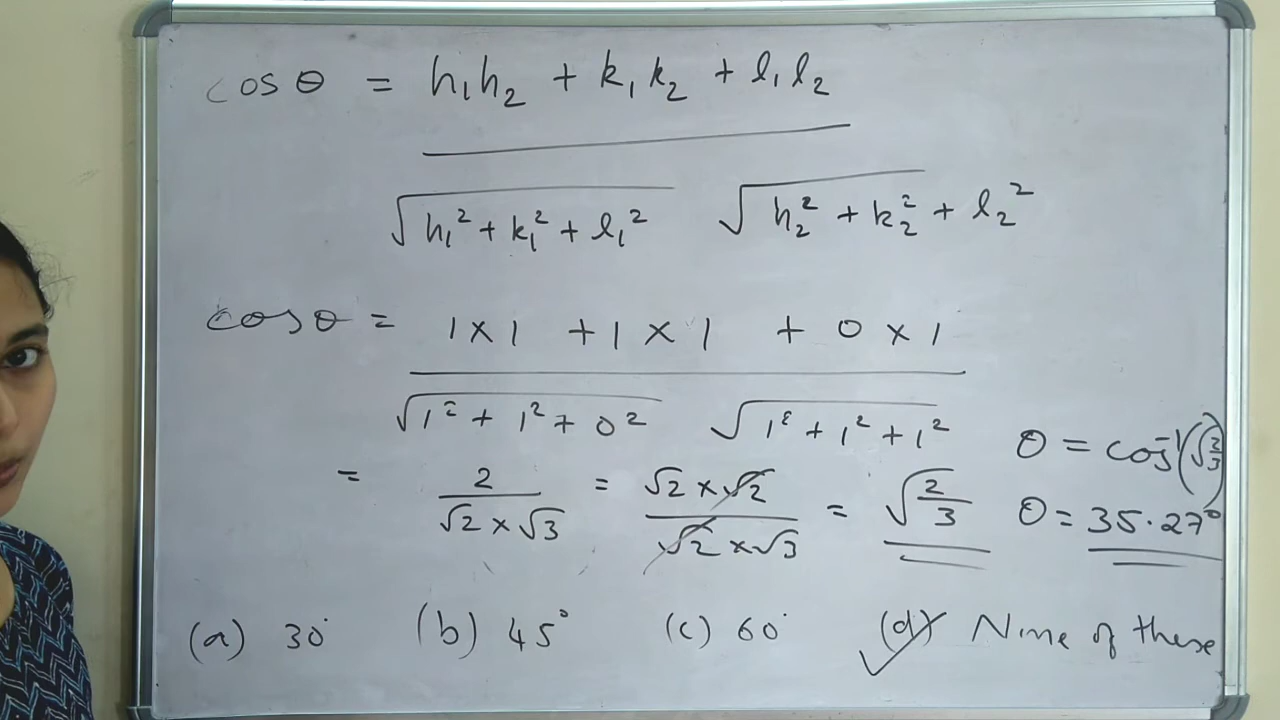 cos θ = h₁h₂ + k₁k₂ + l₁l₂
√h₁² + k₁² + l₁² √h₂² + k₂² + l₂²
cosθ = 1 × 1 + 1 × 1 + 0 × 1
√1² + 1² + 0² √1² + 1² + 1²
θ = cos⁻¹(√2/3)
= 2/√2 × √3 = √2 × √2/√2 × √3 = √2/3
θ = 35.27°
(a) 30° (b) 45° (c) 60° (d) None of these